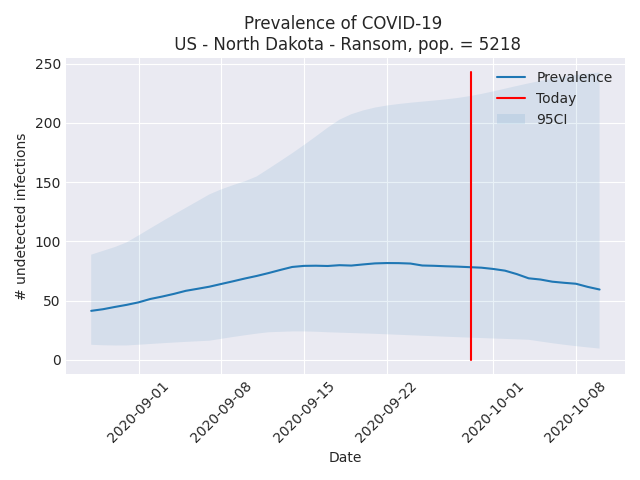 Prevalence of COVID-19
US - North Dakota - Ransom, pop. = 5218
250
200
150
100
50
0
# undetected infections
Prevalence
Today
95CI
2020-09-01
2020-09-08
2020-09-15
2020-09-22
2020-10-01
2020-10-08
Date